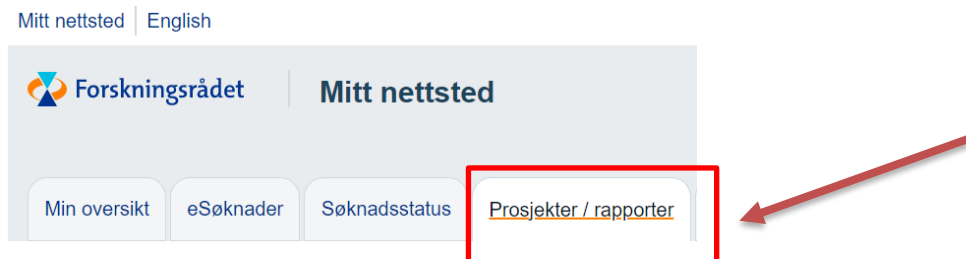 Mitt nettsted English
Forskningsrådet Mitt nettsted
Min oversikt eSøknader Søknadsstatus Prosjekter / rapporter